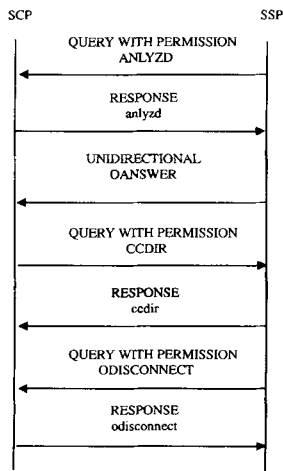 SCP SSP
QUERY WITH PERMISSION
ANLYZD
RESPONSE
anlyzd
UNIDIRECTIONAL
OANSWER
QUERY WITH PERMISSION
CCDIR
RESPONSE
ccdir
QUERY WITH PERMISSION
ODISCONNECT
RESPONSE
odisconnect